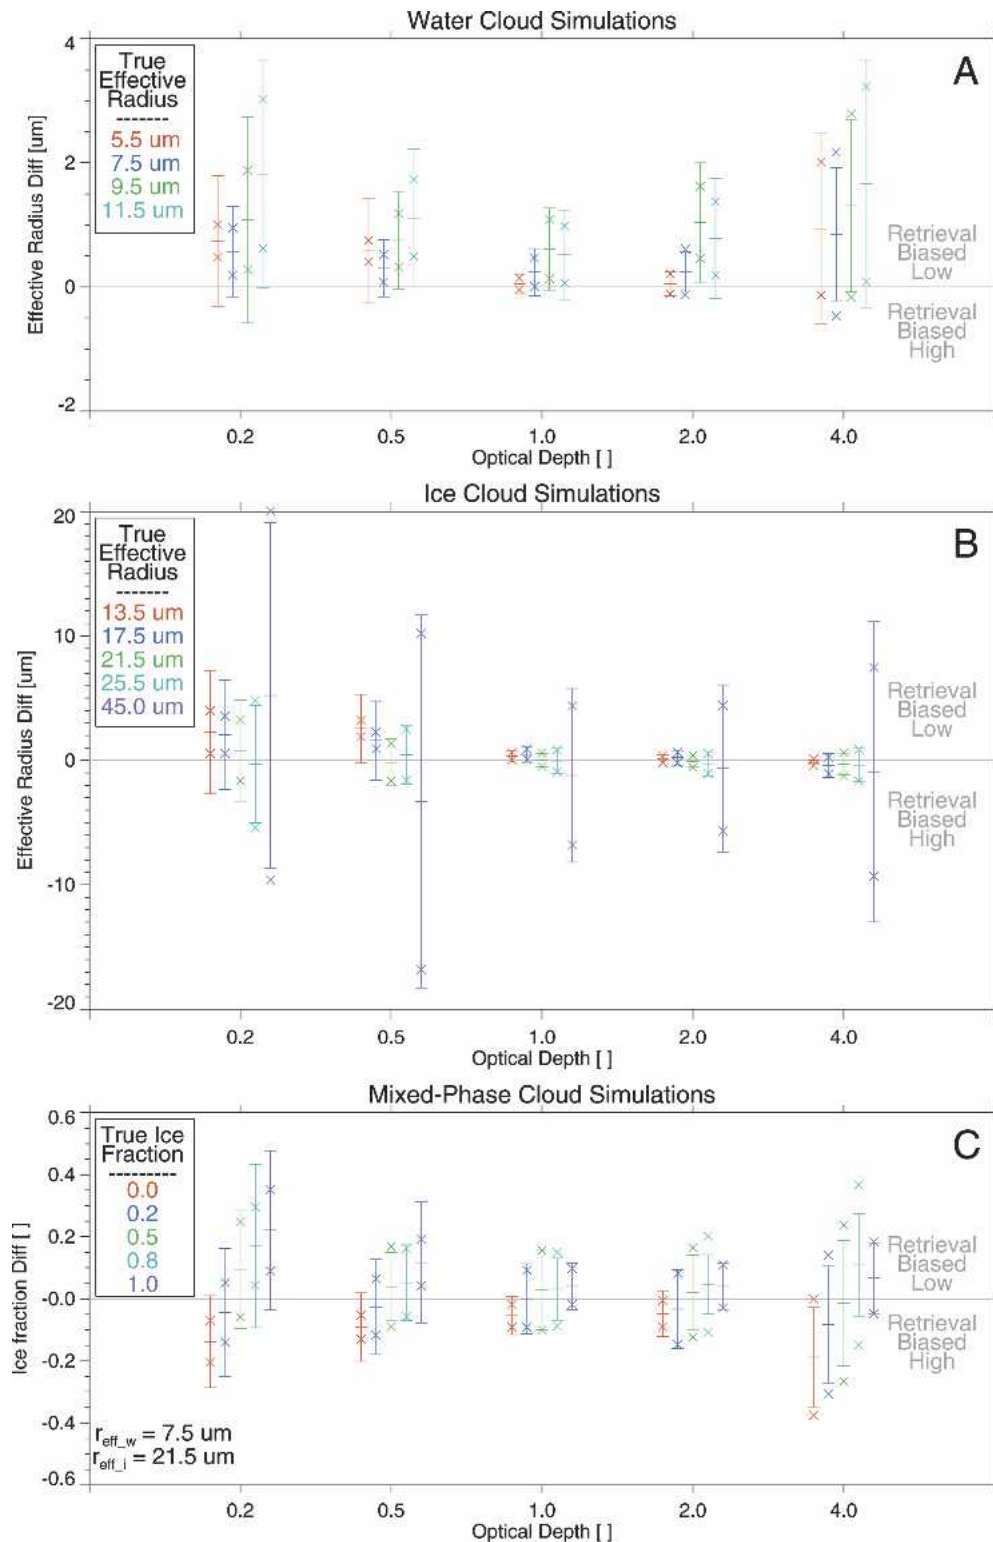 Water Cloud Simulations
4
2
0
-2
Effective Radius Diff [um]
True
Effective
Radius
-------
5.5 um
7.5 um
9.5 um
11.5 um
A
Retrieval
Biased
Low
Retrieval
Biased
High
0.2 0.5 1.0 2.0 4.0
Optical Depth [ ]
Ice Cloud Simulations
20
10
0
-10
-20
Effective Radius Diff [um]
True
Effective
Radius
-------
13.5 um
17.5 um
21.5 um
25.5 um
45.0 um
B
Retrieval
Biased
Low
Retrieval
Biased
High
0.2 0.5 1.0 2.0 4.0
Optical Depth [ ]
Mixed-Phase Cloud Simulations
0.6
0.4
0.2
-0.0
-0.2
-0.4
-0.6
Ice fraction Diff [ ]
True Ice
Fraction
---------
0.0
0.2
0.5
0.8
1.0
C
Retrieval
Biased
Low
Retrieval
Biased
High
reff_w = 7.5 um
reff_i = 21.5 um
0.2 0.5 1.0 2.0 4.0
Optical Depth [ ]